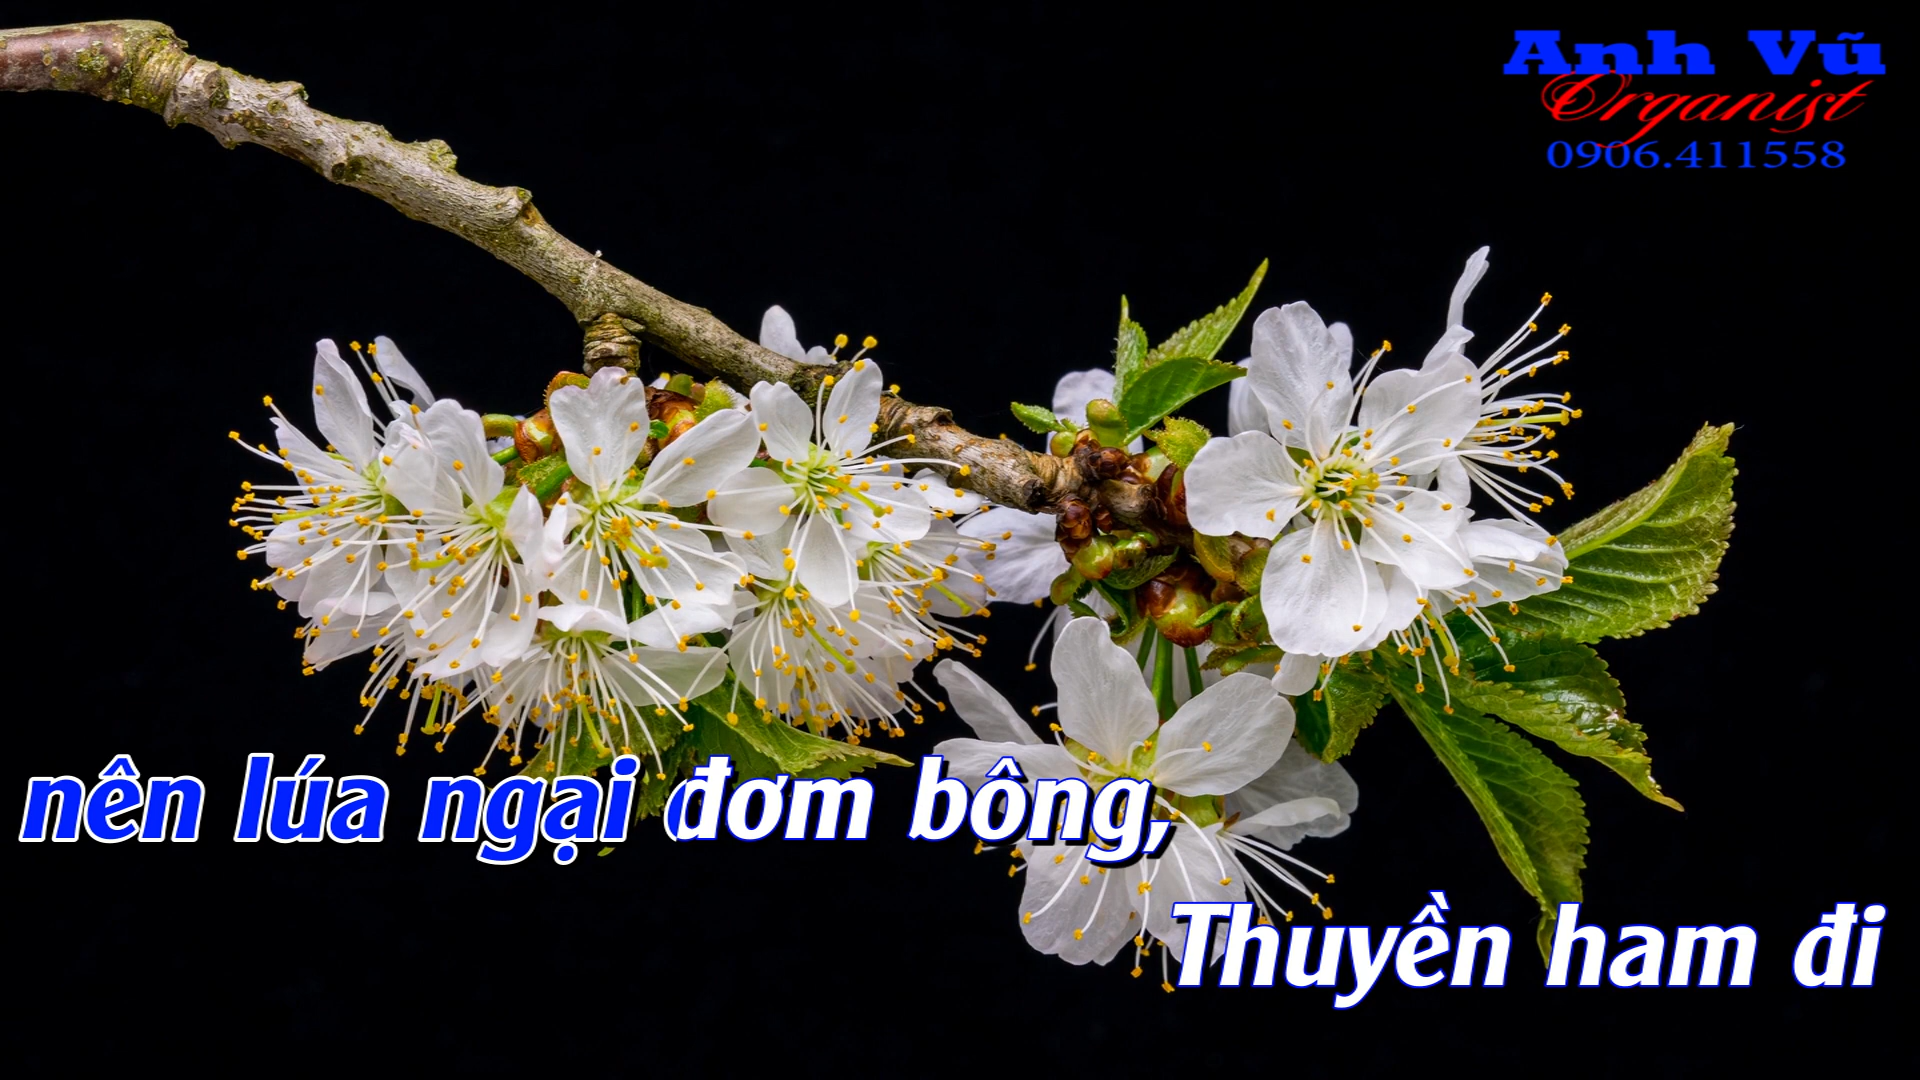 Anh Vũ
Organist
0906.411558
nên lúa ngại đơm bông,
Thuyền ham đi